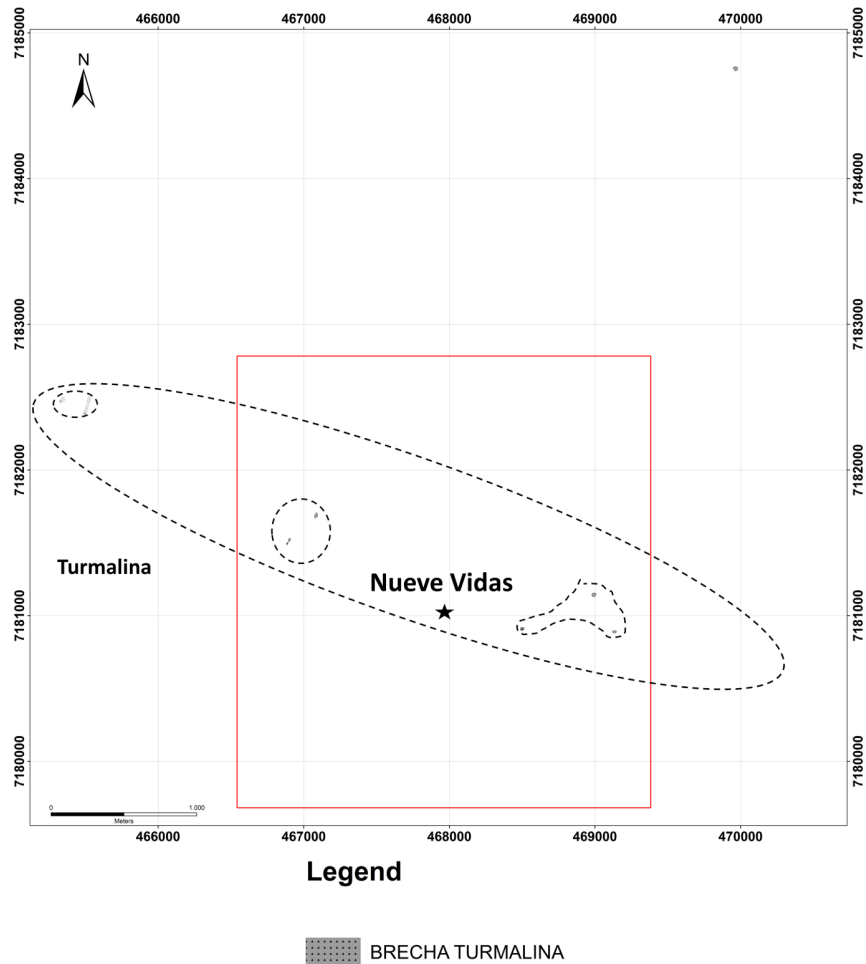 466000 467000 468000 469000 470000
7185000 7185000
N
7184000 7184000
7183000 7183000
7182000 7182000
Turmalina
Nueve Vidas
7181000 7181000
7180000 7180000
0 1.000
Meters
466000 467000 468000 469000 470000
Legend
BRECHA TURMALINA